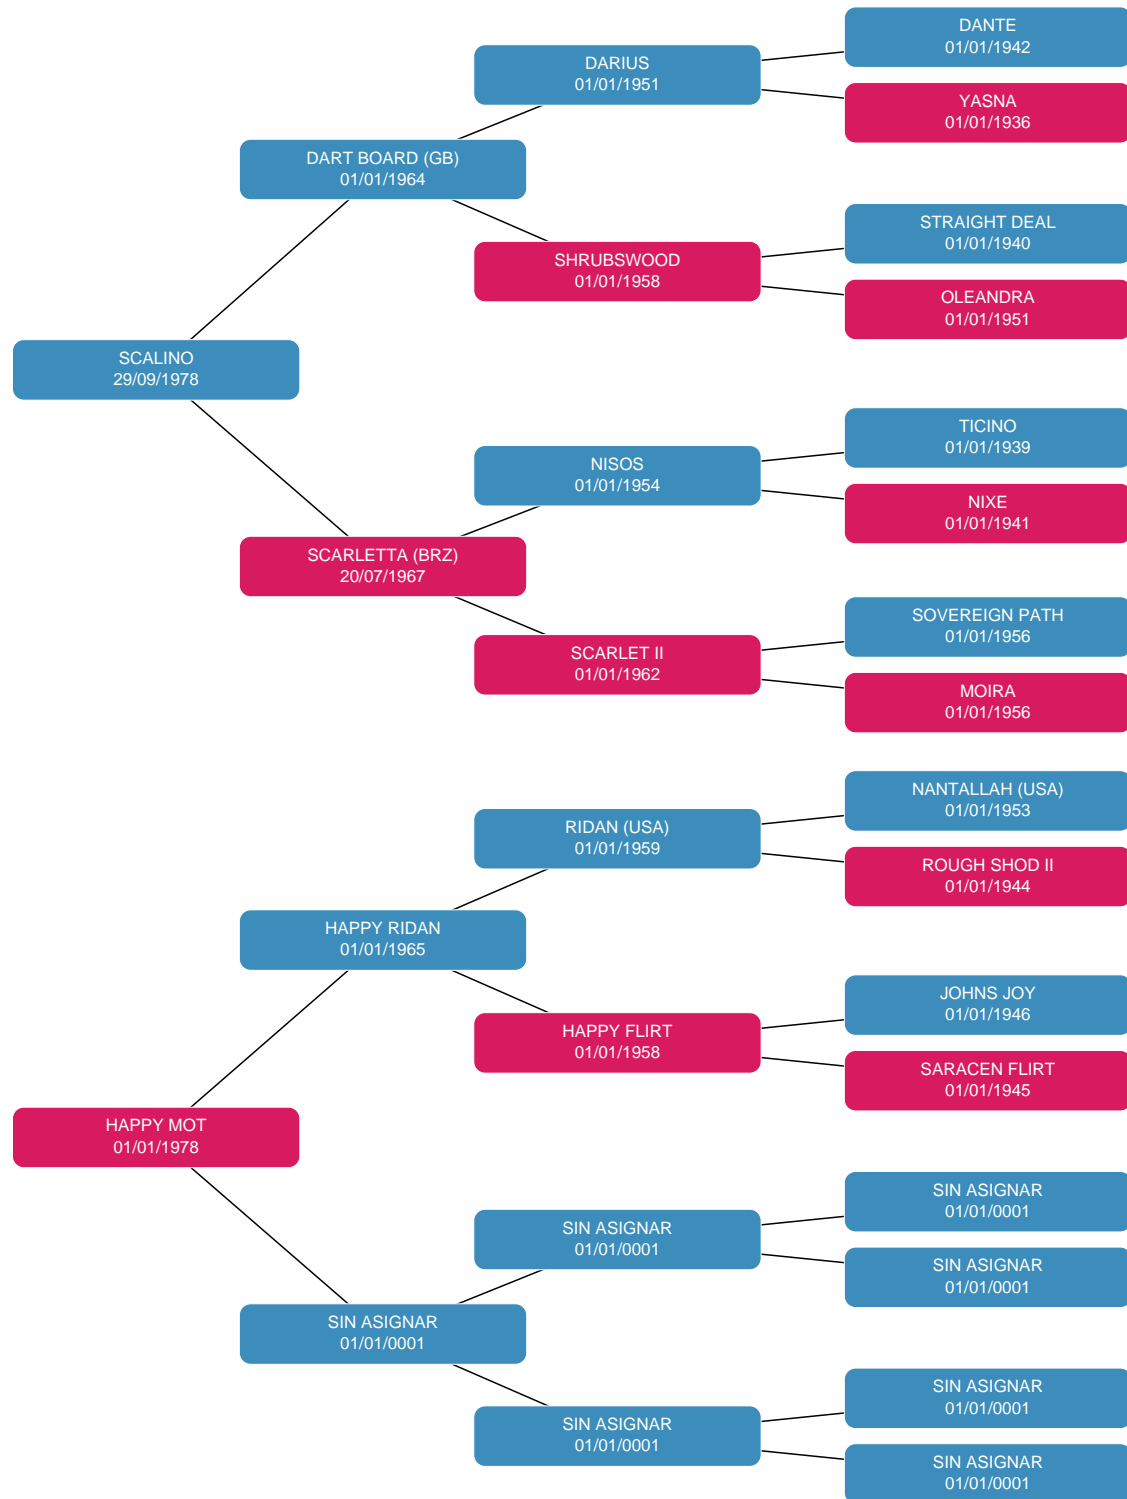 DANTE
01/01/1942
DARIUS
01/01/1951
YASNA
01/01/1936
DART BOARD (GB)
01/01/1964
STRAIGHT DEAL
01/01/1940
SHRUBSWOOD
01/01/1958
OLEANDRA
01/01/1951
SCALINO
29/09/1978
TICINO
01/01/1939
NISOS
01/01/1954
NIXE
01/01/1941
SCARLETTA (BRZ)
20/07/1967
SOVEREIGN PATH
01/01/1956
SCARLET II
01/01/1962
MOIRA
01/01/1956
NANTALLAH (USA)
01/01/1953
RIDAN (USA)
01/01/1959
ROUGH SHOD II
01/01/1944
HAPPY RIDAN
01/01/1965
JOHNS JOY
01/01/1946
HAPPY FLIRT
01/01/1958
SARACEN FLIRT
01/01/1945
HAPPY MOT
01/01/1978
SIN ASIGNAR
01/01/0001
SIN ASIGNAR
01/01/0001
SIN ASIGNAR
01/01/0001
SIN ASIGNAR
01/01/0001
SIN ASIGNAR
01/01/0001
SIN ASIGNAR
01/01/0001
SIN ASIGNAR
01/01/0001